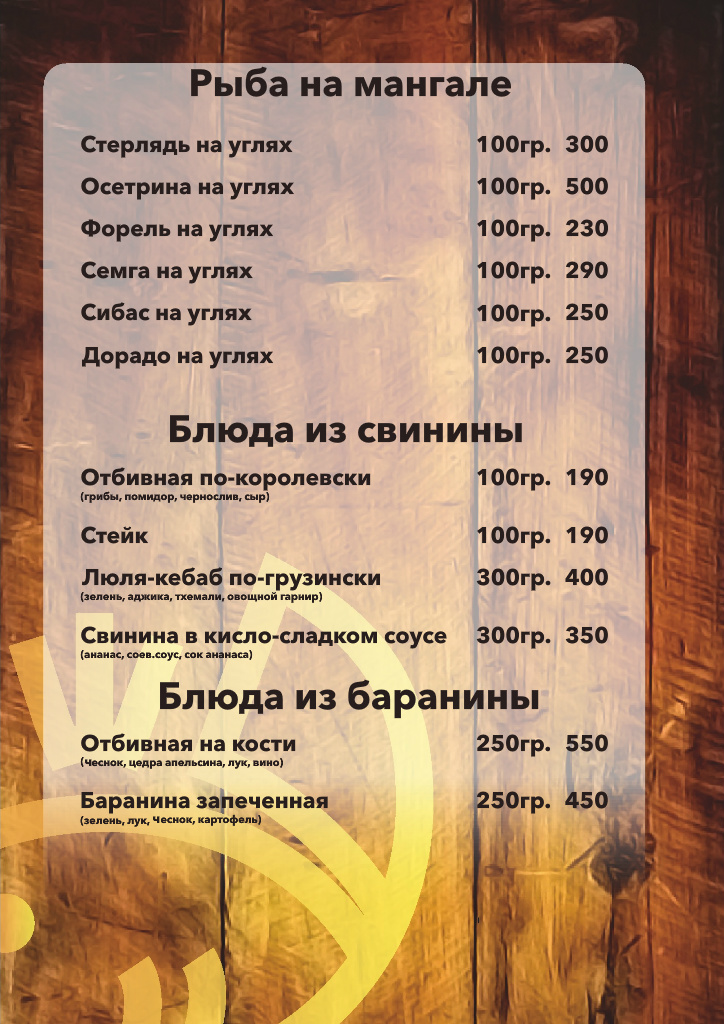 Рыба на мангале
Стерлядь на углях 100гр. 300
Осетрина на углях 100гр. 500
Форель на углях 100гр. 230
Семга на углях 100гр. 290
Сибас на углях 100гр. 250
Дорадо на углях 100гр. 250
Блюда из свинины
Отбивная по-королевски 100гр. 190
(грибы, помидор, чернослив, сыр)
Стейк 100гр. 190
Люля-кебаб по-грузински 300гр. 400
(зелень, аджика, тхемали, овощной гарнир)
Свинина в кисло-сладком соусе 300гр. 350
(ананас, соев.соус, сок ананаса)
Блюда из баранины
Отбивная на кости 250гр. 550
(Чеснок, цедра апельсина, лук, вино)
Баранина запеченная 250гр. 450
(зелень, лук, Чеснок, картофель)